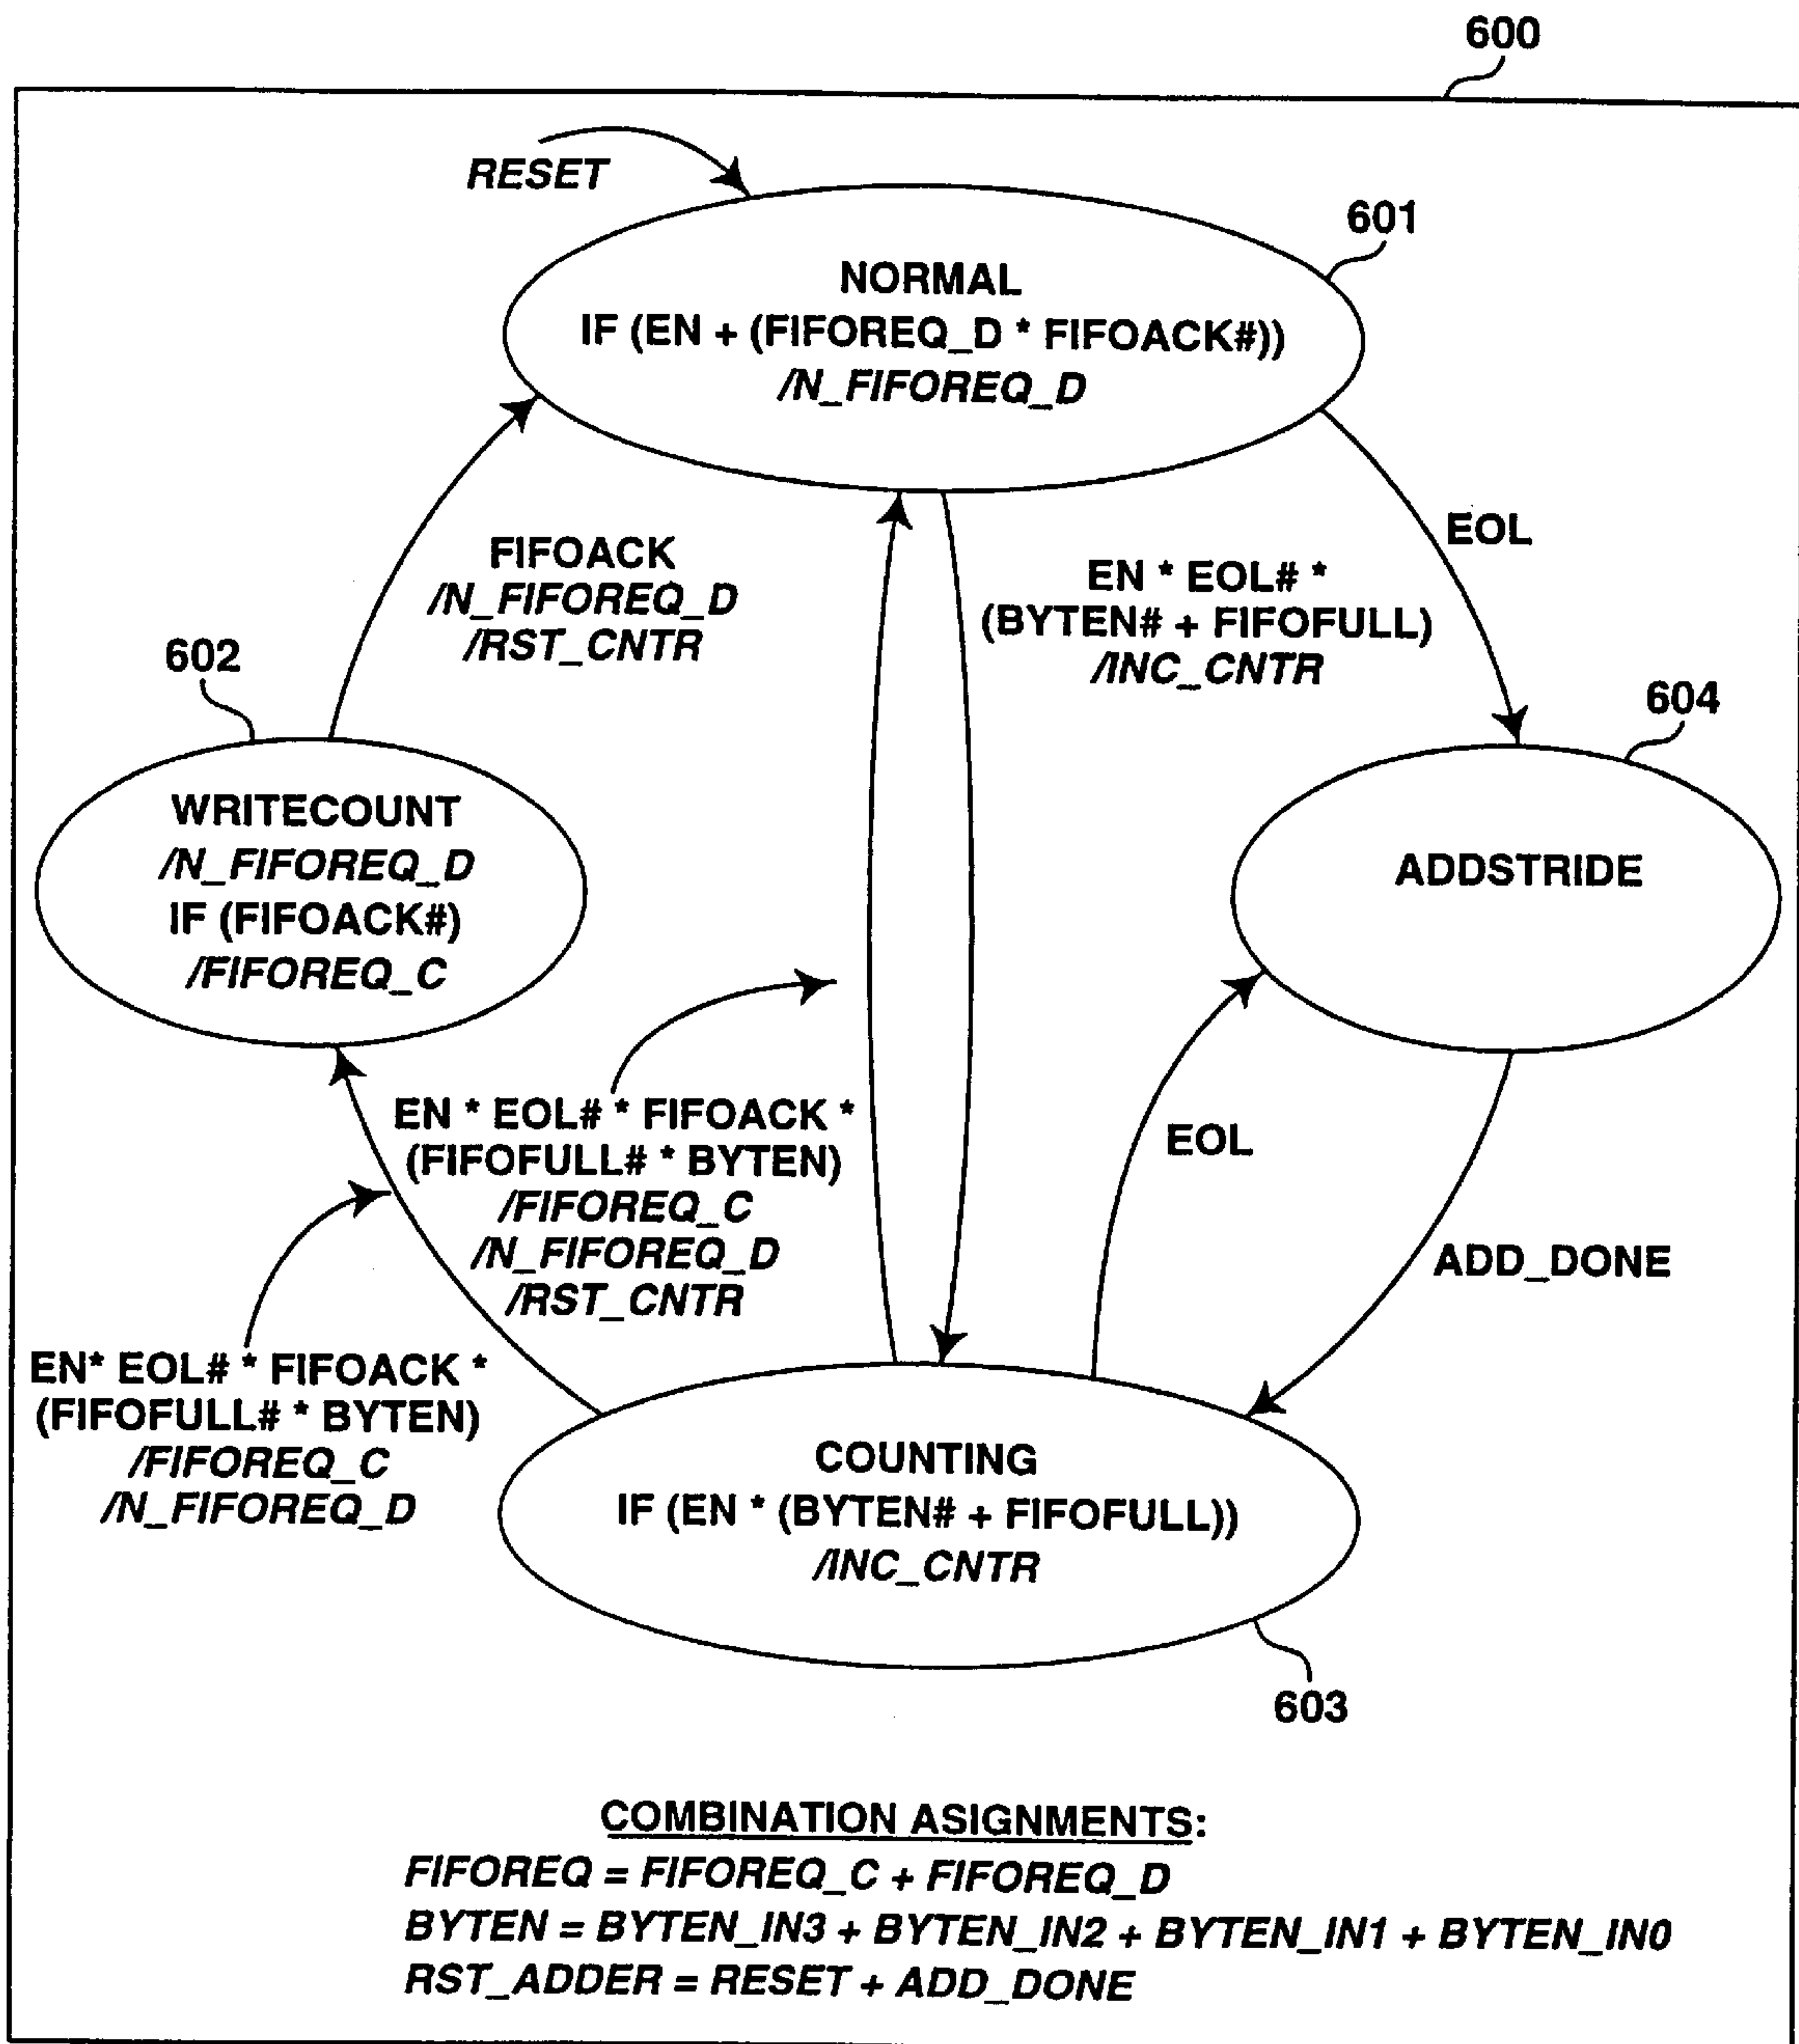 600
RESET
601
NORMAL
IF (EN + (FIFOREQ_D * FIFOACK#))
/N_FIFOREQ_D
EOL
FIFOACK
/N_FIFOREQ_D
/RST_CNTR
EN * EOL# *
(BYTEN# + FIFOFULL)
/INC_CNTR
602
604
WRITECOUNT
/N_FIFOREQ_D
IF (FIFOACK#)
/FIFOREQ_C
ADDSTRIDE
EN * EOL# * FIFOACK *
(FIFOFULL# * BYTEN)
/FIFOREQ_C
/N_FIFOREQ_D
/RST_CNTR
EOL
ADD_DONE
EN* EOL# * FIFOACK *
(FIFOFULL# * BYTEN)
/FIFOREQ_C
/N_FIFOREQ_D
COUNTING
IF (EN * (BYTEN# + FIFOFULL))
/INC_CNTR
603
COMBINATION ASIGNMENTS:
FIFOREQ = FIFOREQ_C + FIFOREQ_D
BYTEN = BYTEN_IN3 + BYTEN_IN2 + BYTEN_IN1 + BYTEN_IN0
RST_ADDER = RESET + ADD_DONE